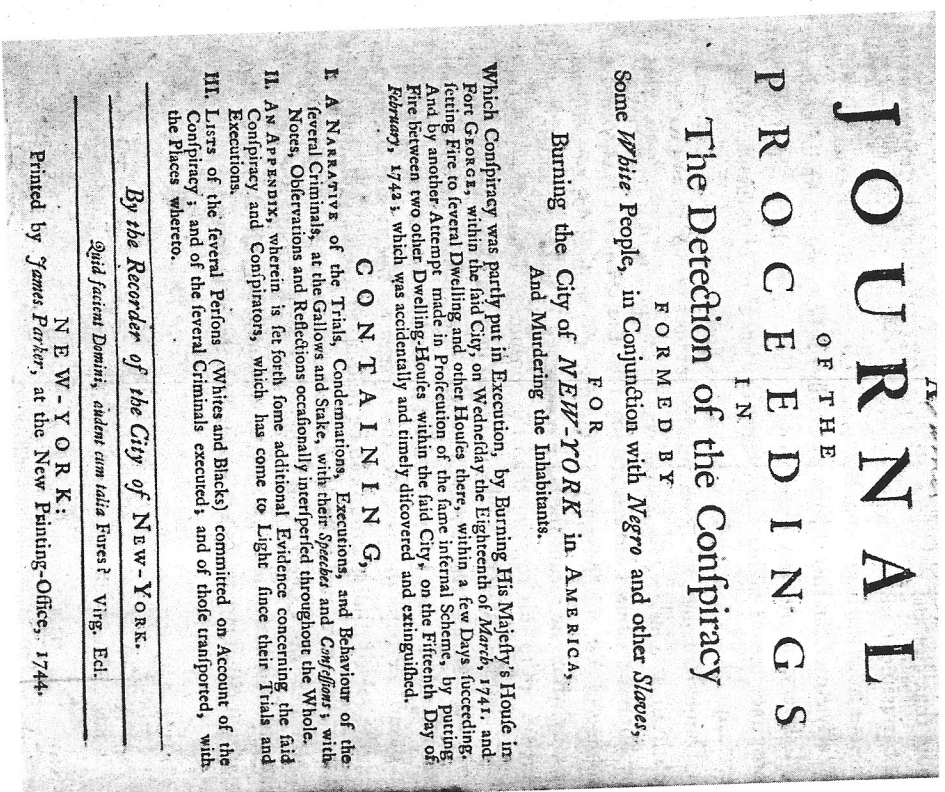 JOURNAL
OF THE
PROCEEDINGS
IN
The Detection of the Conſpiracy
FORMED BY
Some White People, in Conjunction with Negro and other Slaves,
FOR
Burning the City of NEW-YORK in AMERICA,
And Murdering the Inhabitants.
Which Conſpiracy was partly put in Execution, by Burning His Majeſty's Houſe in
Fort GEORGE, within the ſaid City, on Wedneſday the Eighteenth of March, 1741. and
ſetting Fire to ſeveral Dwelling and other Houſes there, within a few Days ſucceeding.
And by another Attempt made in Proſecution of the ſame infernal Scheme, by putting
Fire between two other Dwelling-Houſes within the ſaid City, on the Fifteenth Day of
February, 1742; which was accidentally and timely diſcovered and extinguiſhed.
CONTAINING,
I. A NARRATIVE of the Trials, Condemnations, Executions, and Behaviour of the
ſeveral Criminals, at the Gallows and Stake, with their Speeches and Confeſſions; with
Notes, Obſervations and Reflections occaſionally interſperſed throughout the Whole.
II. AN APPENDIX, wherein is ſet forth ſome additional Evidence concerning the ſaid
Conſpiracy and Conſpirators, which has come to Light ſince their Trials and
Executions.
III. LISTS of the ſeveral Perſons (Whites and Blacks) committed on Account of the
Conſpiracy; and of the ſeveral Criminals executed; and of thoſe tranſported, with
the Places whereto.
By the Recorder of the City of NEW-YORK.
Quid facient Domini, audent cum talia Fures? Virg. Ecl.
NEW-YORK:
Printed by James Parker, at the New Printing-Office, 1744.